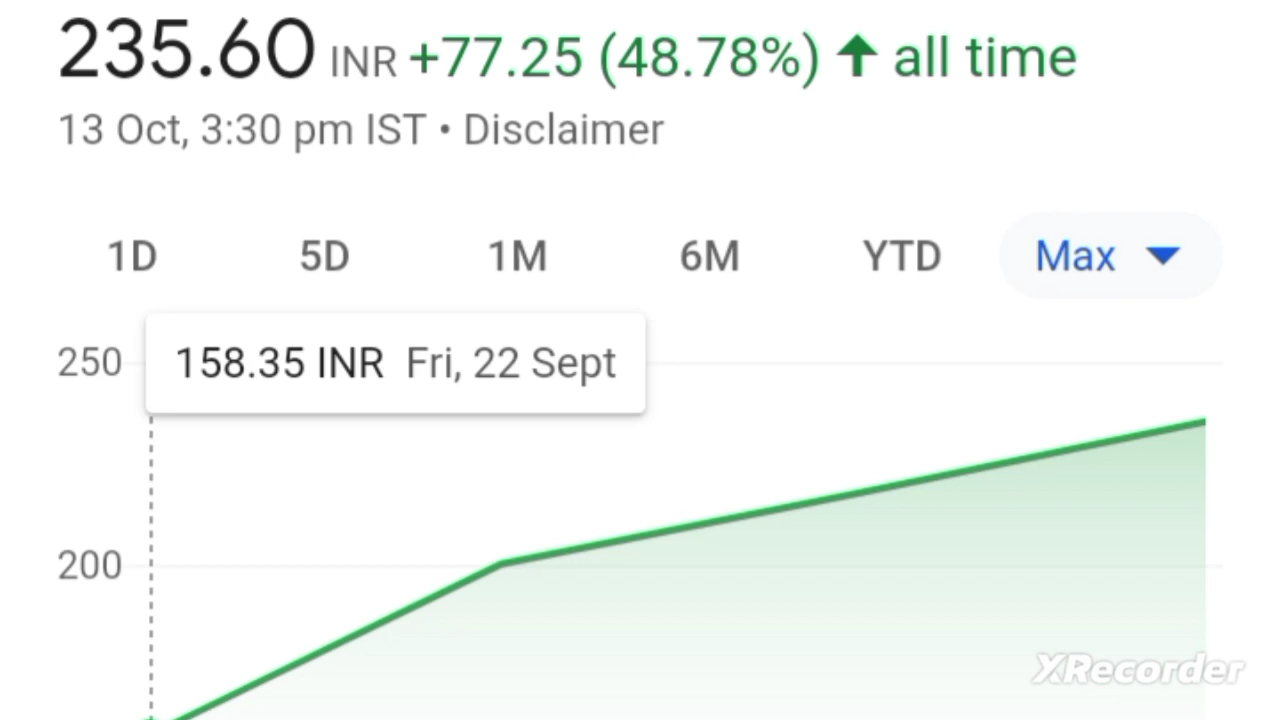 235.60 INR +77.25 (48.78%) ↑ all time
13 Oct, 3:30 pm IST • Disclaimer
1D 5D 1M 6M YTD Max
158.35 INR Fri, 22 Sept
250
200
XRecorder